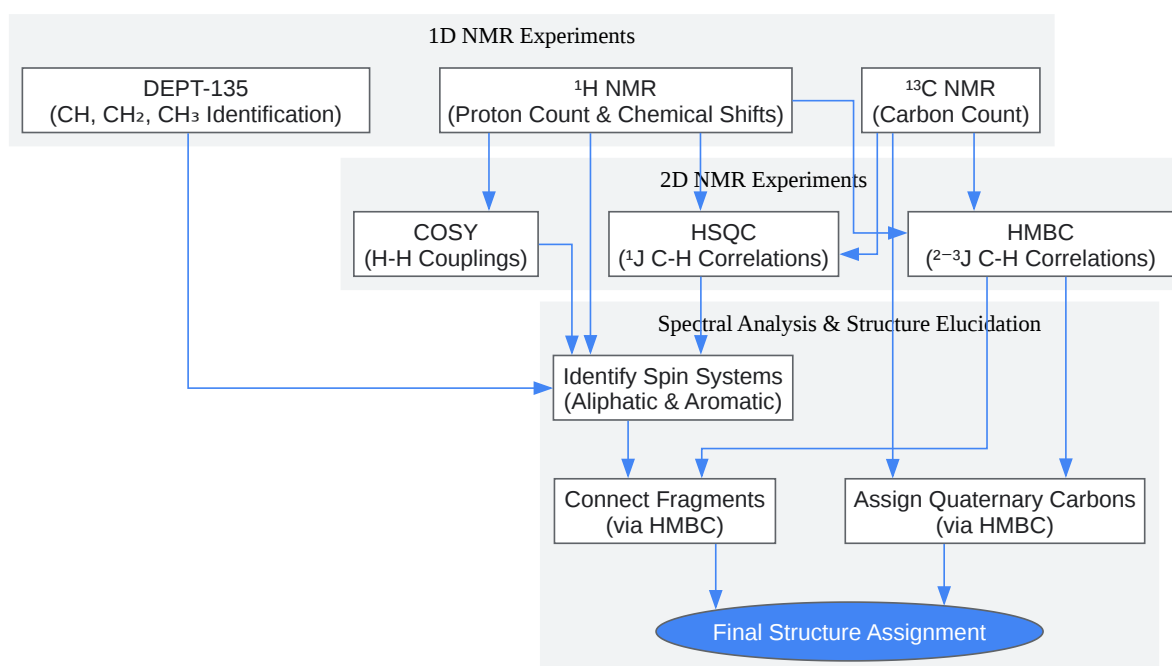 1D NMR Experiments
DEPT-135
(CH, CH₂, CH₃ Identification)
¹H NMR
(Proton Count & Chemical Shifts)
¹³C NMR
(Carbon Count)
2D NMR Experiments
COSY
(H-H Couplings)
HSQC
(¹J C-H Correlations)
HMBC
(²⁻³J C-H Correlations)
Spectral Analysis & Structure Elucidation
Identify Spin Systems
(Aliphatic & Aromatic)
Connect Fragments
(via HMBC)
Assign Quaternary Carbons
(via HMBC)
Final Structure Assignment